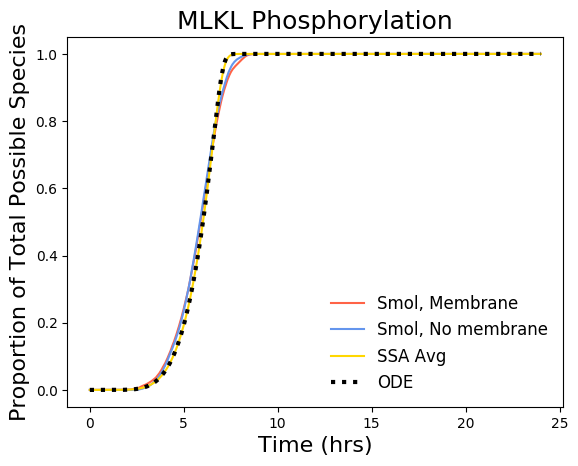 MLKL Phosphorylation
Proportion of Total Possible Species
1.0
0.8
0.6
0.4
0.2
0.0
Smol, Membrane
Smol, No membrane
SSA Avg
ODE
0 5 10 15 20 25
Time (hrs)